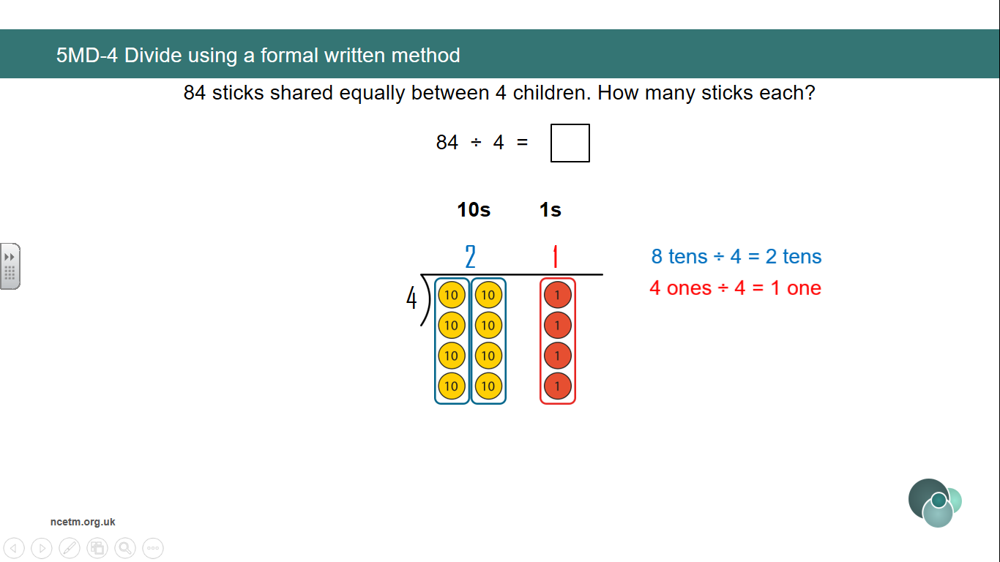 5MD-4 Divide using a formal written method
84 sticks shared equally between 4 children. How many sticks each?
84 ÷ 4 =
10s 1s
2 1
8 tens ÷ 4 = 2 tens
4 ones ÷ 4 = 1 one
4
10 10 1
10 10 1
10 10 1
10 10 1
ncetm.org.uk